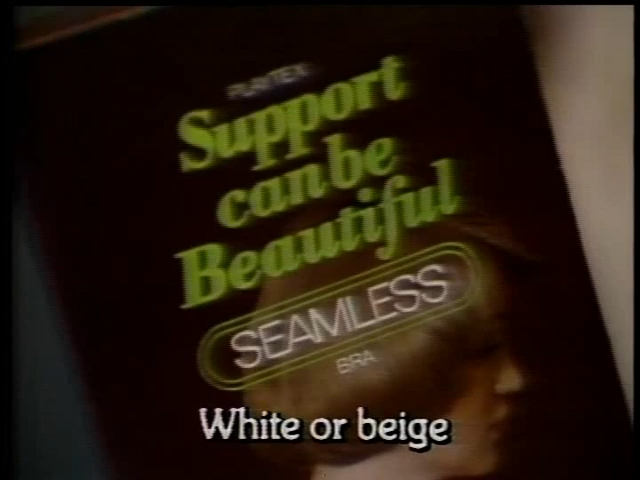 PLAYTEX
Support
can be
Beautiful
SEAMLESS
BRA
White or beige